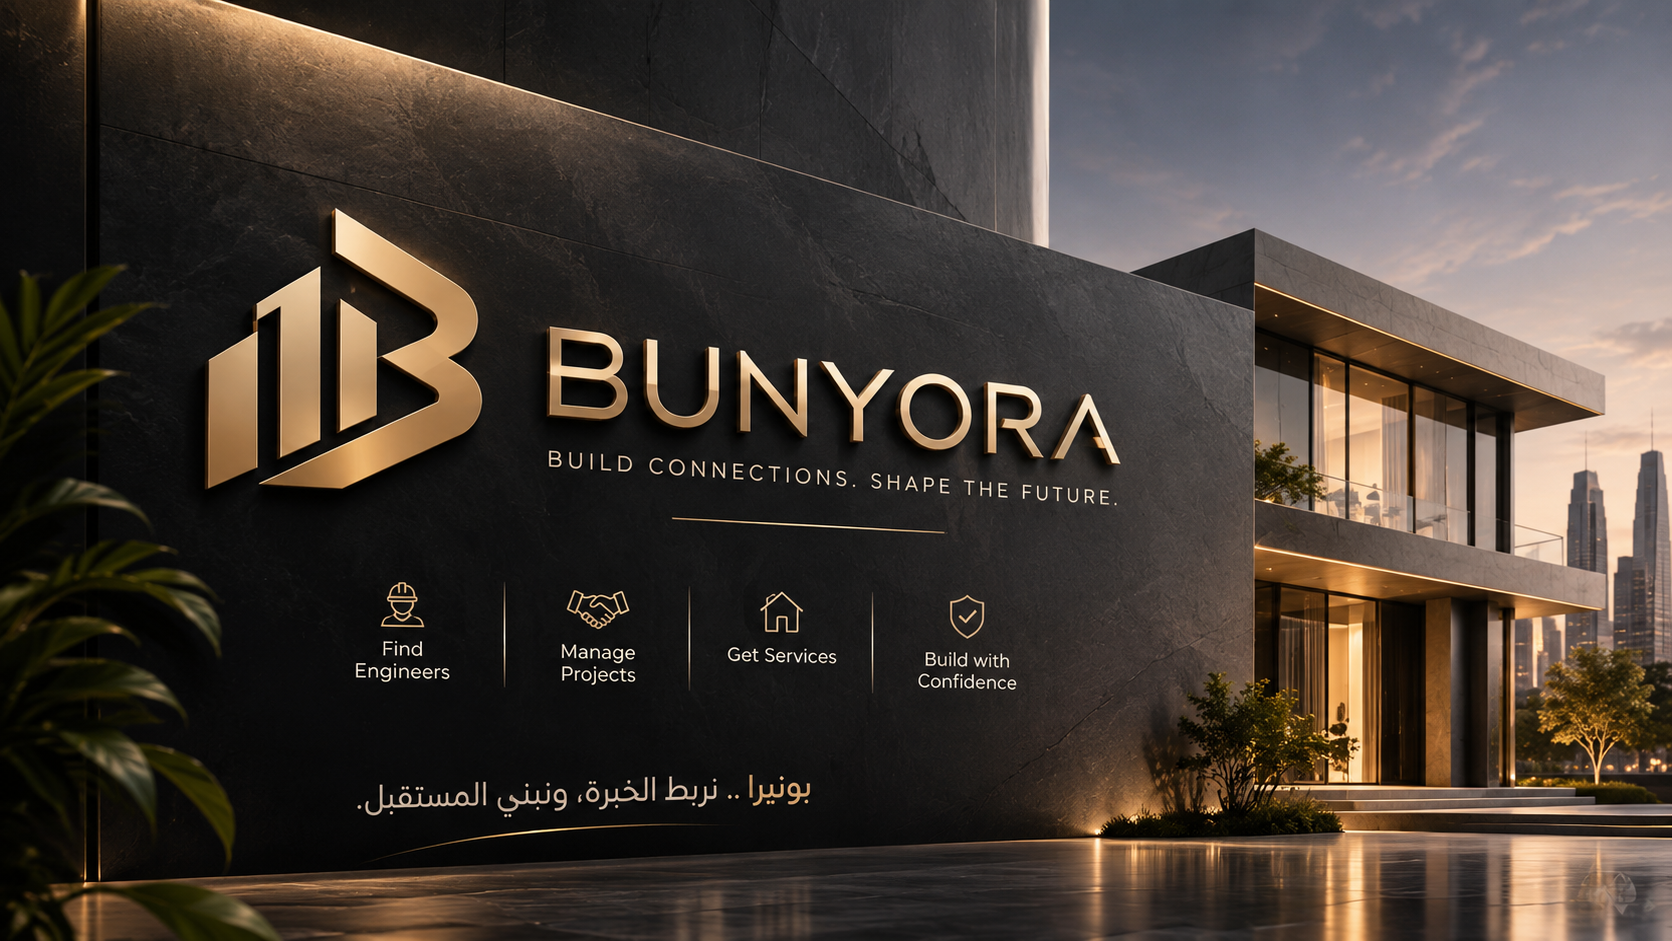 BUNYORA
BUILD CONNECTIONS. SHAPE THE FUTURE.
Find
Engineers
Manage
Projects
Get Services
Build with
Confidence
بونيرا .. نربط الخبرة، ونبني المستقبل.